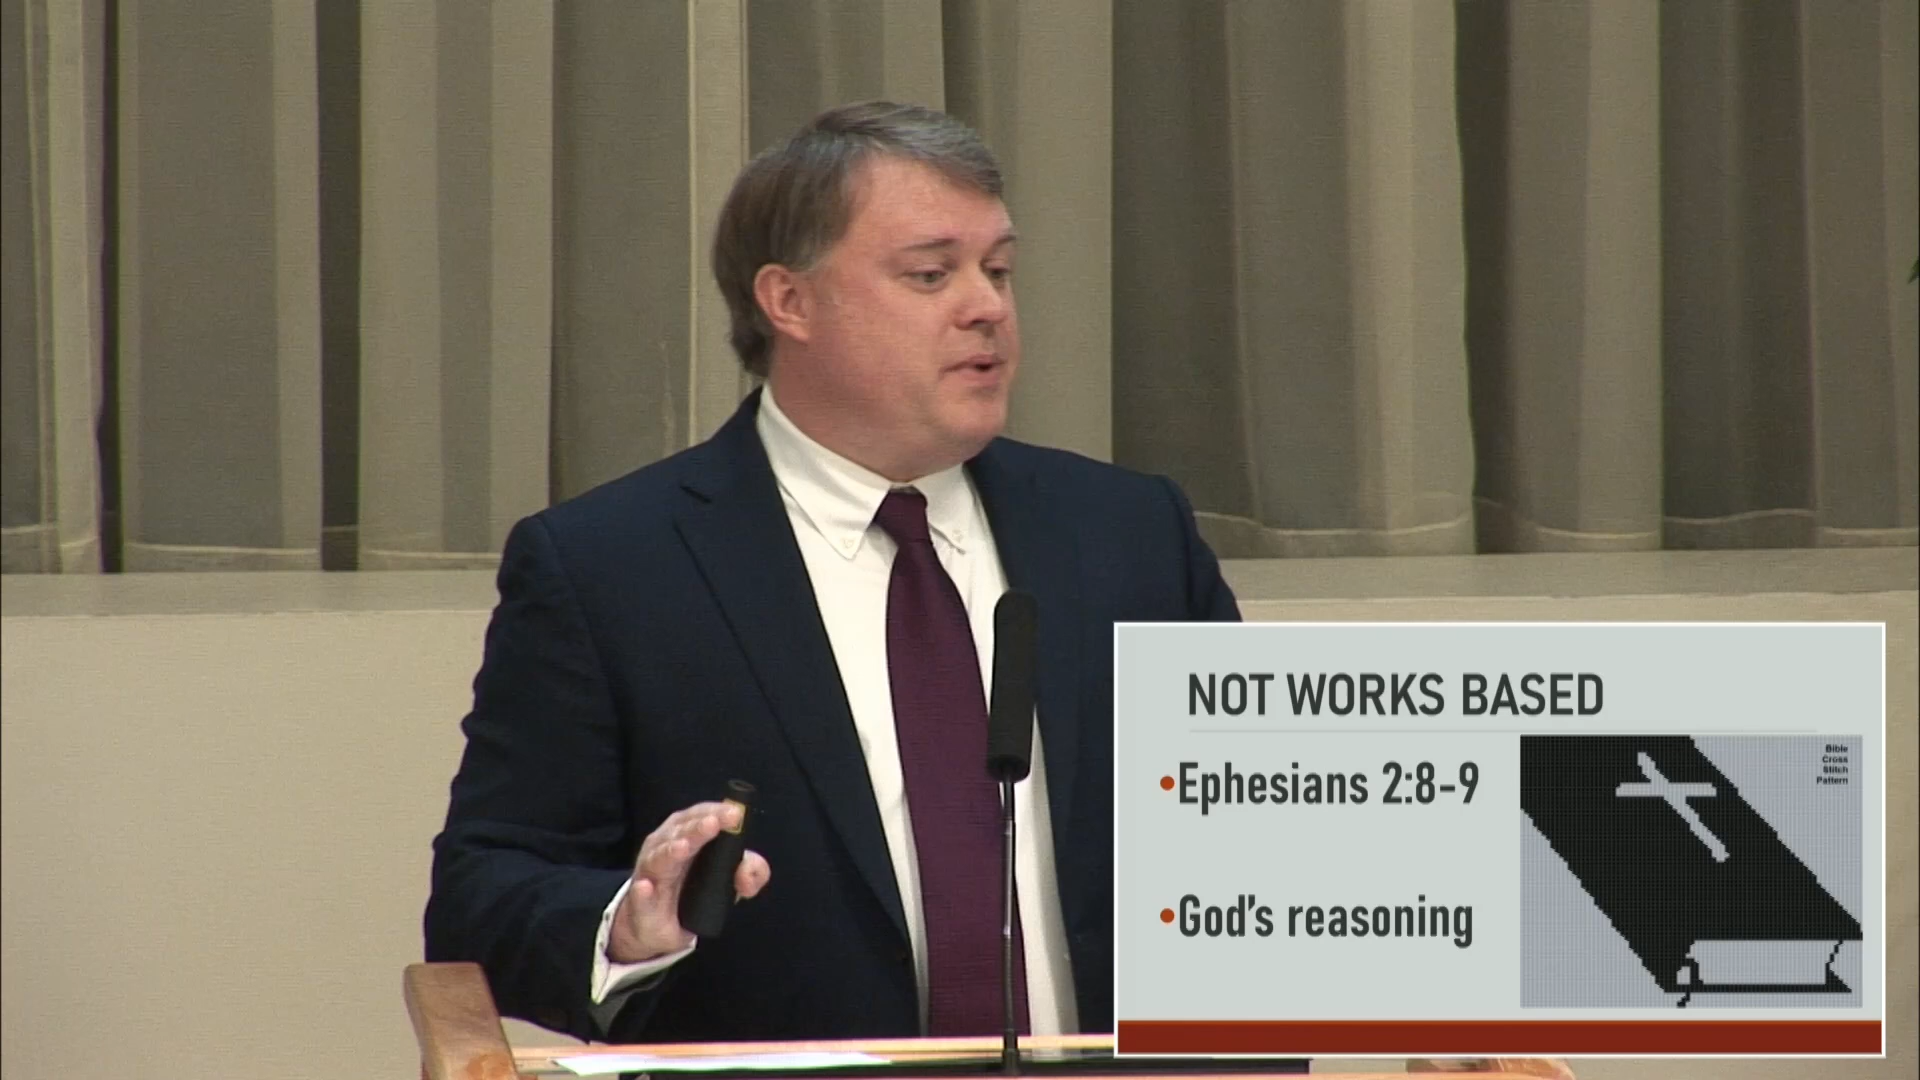 NOT WORKS BASED
•Ephesians 2:8-9
•God's reasoning
Bible
Cross
Stitch
Pattern